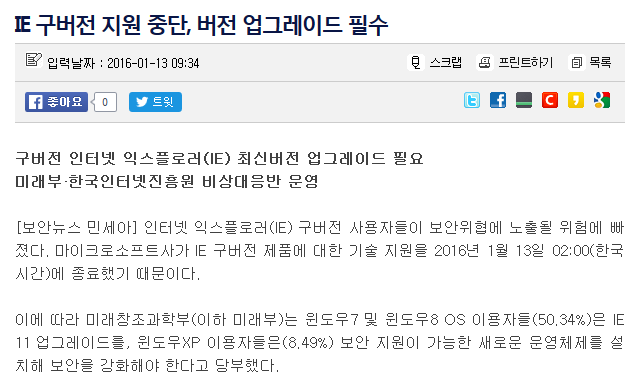 IE 구버전 지원 중단, 버전 업그레이드 필수
입력날짜 : 2016-01-13 09:34 스크랩 프린트하기 목록
좋아요 0 트윗
구버전 인터넷 익스플로러(IE) 최신버전 업그레이드 필요
미래부·한국인터넷진흥원 비상대응반 운영
[보안뉴스 민세아] 인터넷 익스플로러(IE) 구버전 사용자들이 보안위협에 노출될 위험에 빠
졌다. 마이크로소프트사가 IE 구버전 제품에 대한 기술 지원을 2016년 1월 13일 02:00(한국
시간)에 종료했기 때문이다.
이에 따라 미래창조과학부(이하 미래부)는 윈도우7 및 윈도우8 OS 이용자들(50.34%)은 IE
11 업그레이드를, 윈도우XP 이용자들은(8.49%) 보안 지원이 가능한 새로운 운영체제를 설
치해 보안을 강화해야 한다고 당부했다.